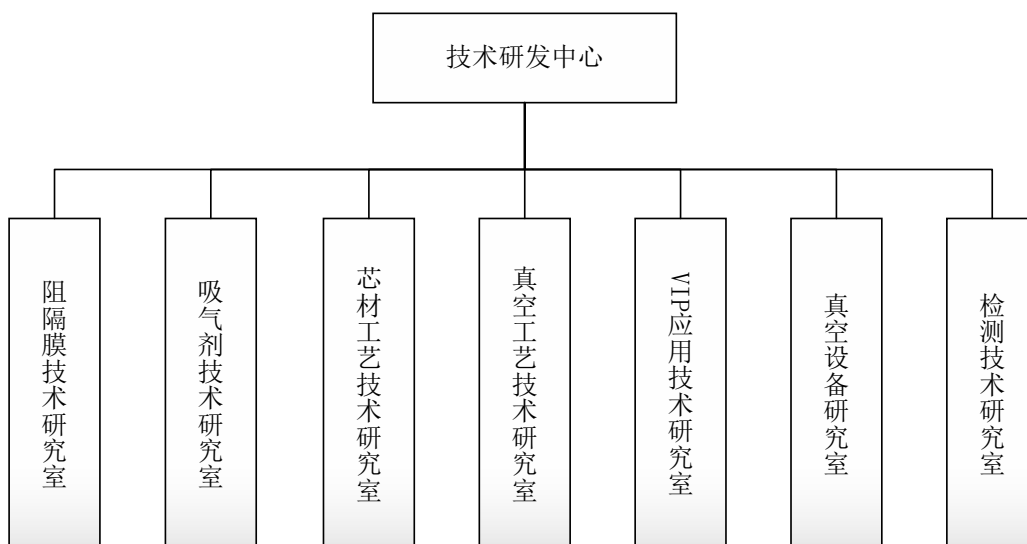 技术研发中心
阻隔膜技术研究室
吸气剂技术研究室
芯材工艺技术研究室
真空工艺技术研究室
VIP应用技术研究室
真空设备研究室
检测技术研究室